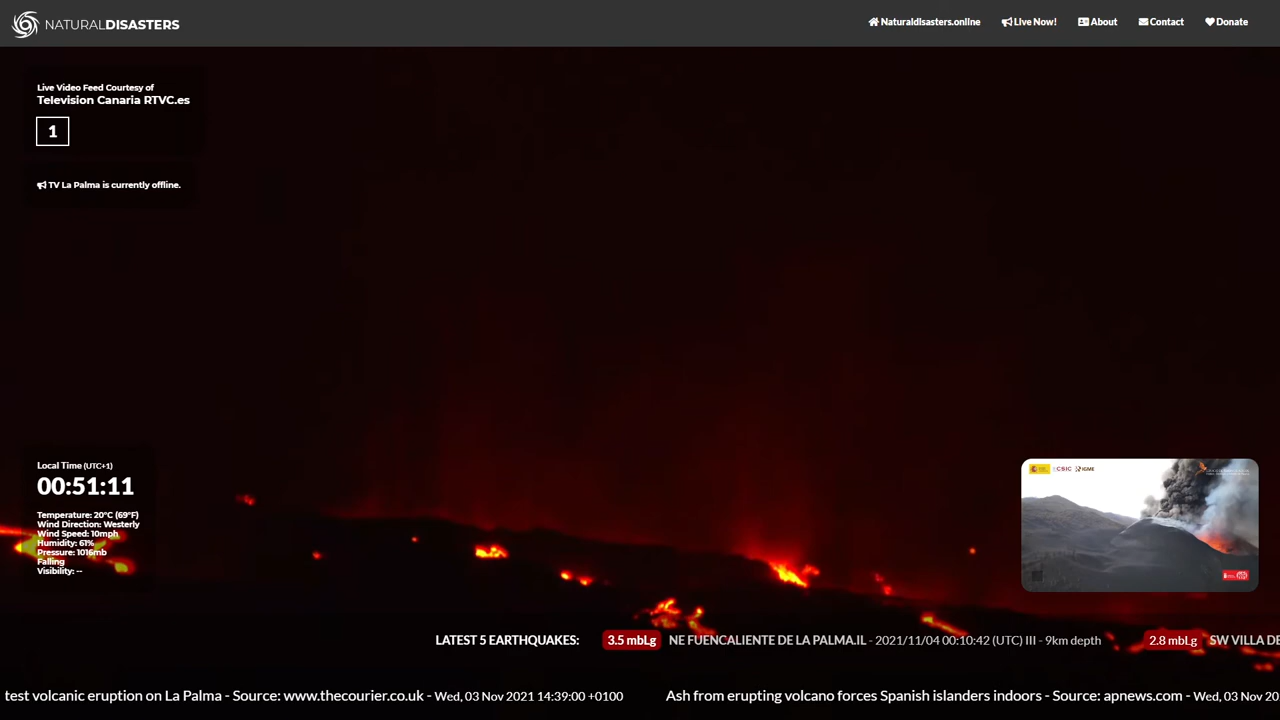 NATURALDISASTERS
Naturaldisasters.online
Live Now!
About
Contact
Donate
Live Video Feed Courtesy of
Television Canaria RTVC.es
1
TV La Palma is currently offline.
Local Time (UTC+1)
00:51:11
Temperature: 20°C (69°F)
Wind Direction: Westerly
Wind Speed: 10mph
Humidity: 61%
Pressure: 1016mb
Falling
Visibility: --
CSIC IGME
LATEST 5 EARTHQUAKES: 3.5 mbLg NE FUENCALIENTE DE LA PALMA.IL - 2021/11/04 00:10:42 (UTC) III - 9km depth 2.8 mbLg SW VILLA DE
test volcanic eruption on La Palma - Source: www.thecourier.co.uk - Wed, 03 Nov 2021 14:39:00 +0100 Ash from erupting volcano forces Spanish islanders indoors - Source: apnews.com - Wed, 03 Nov 20